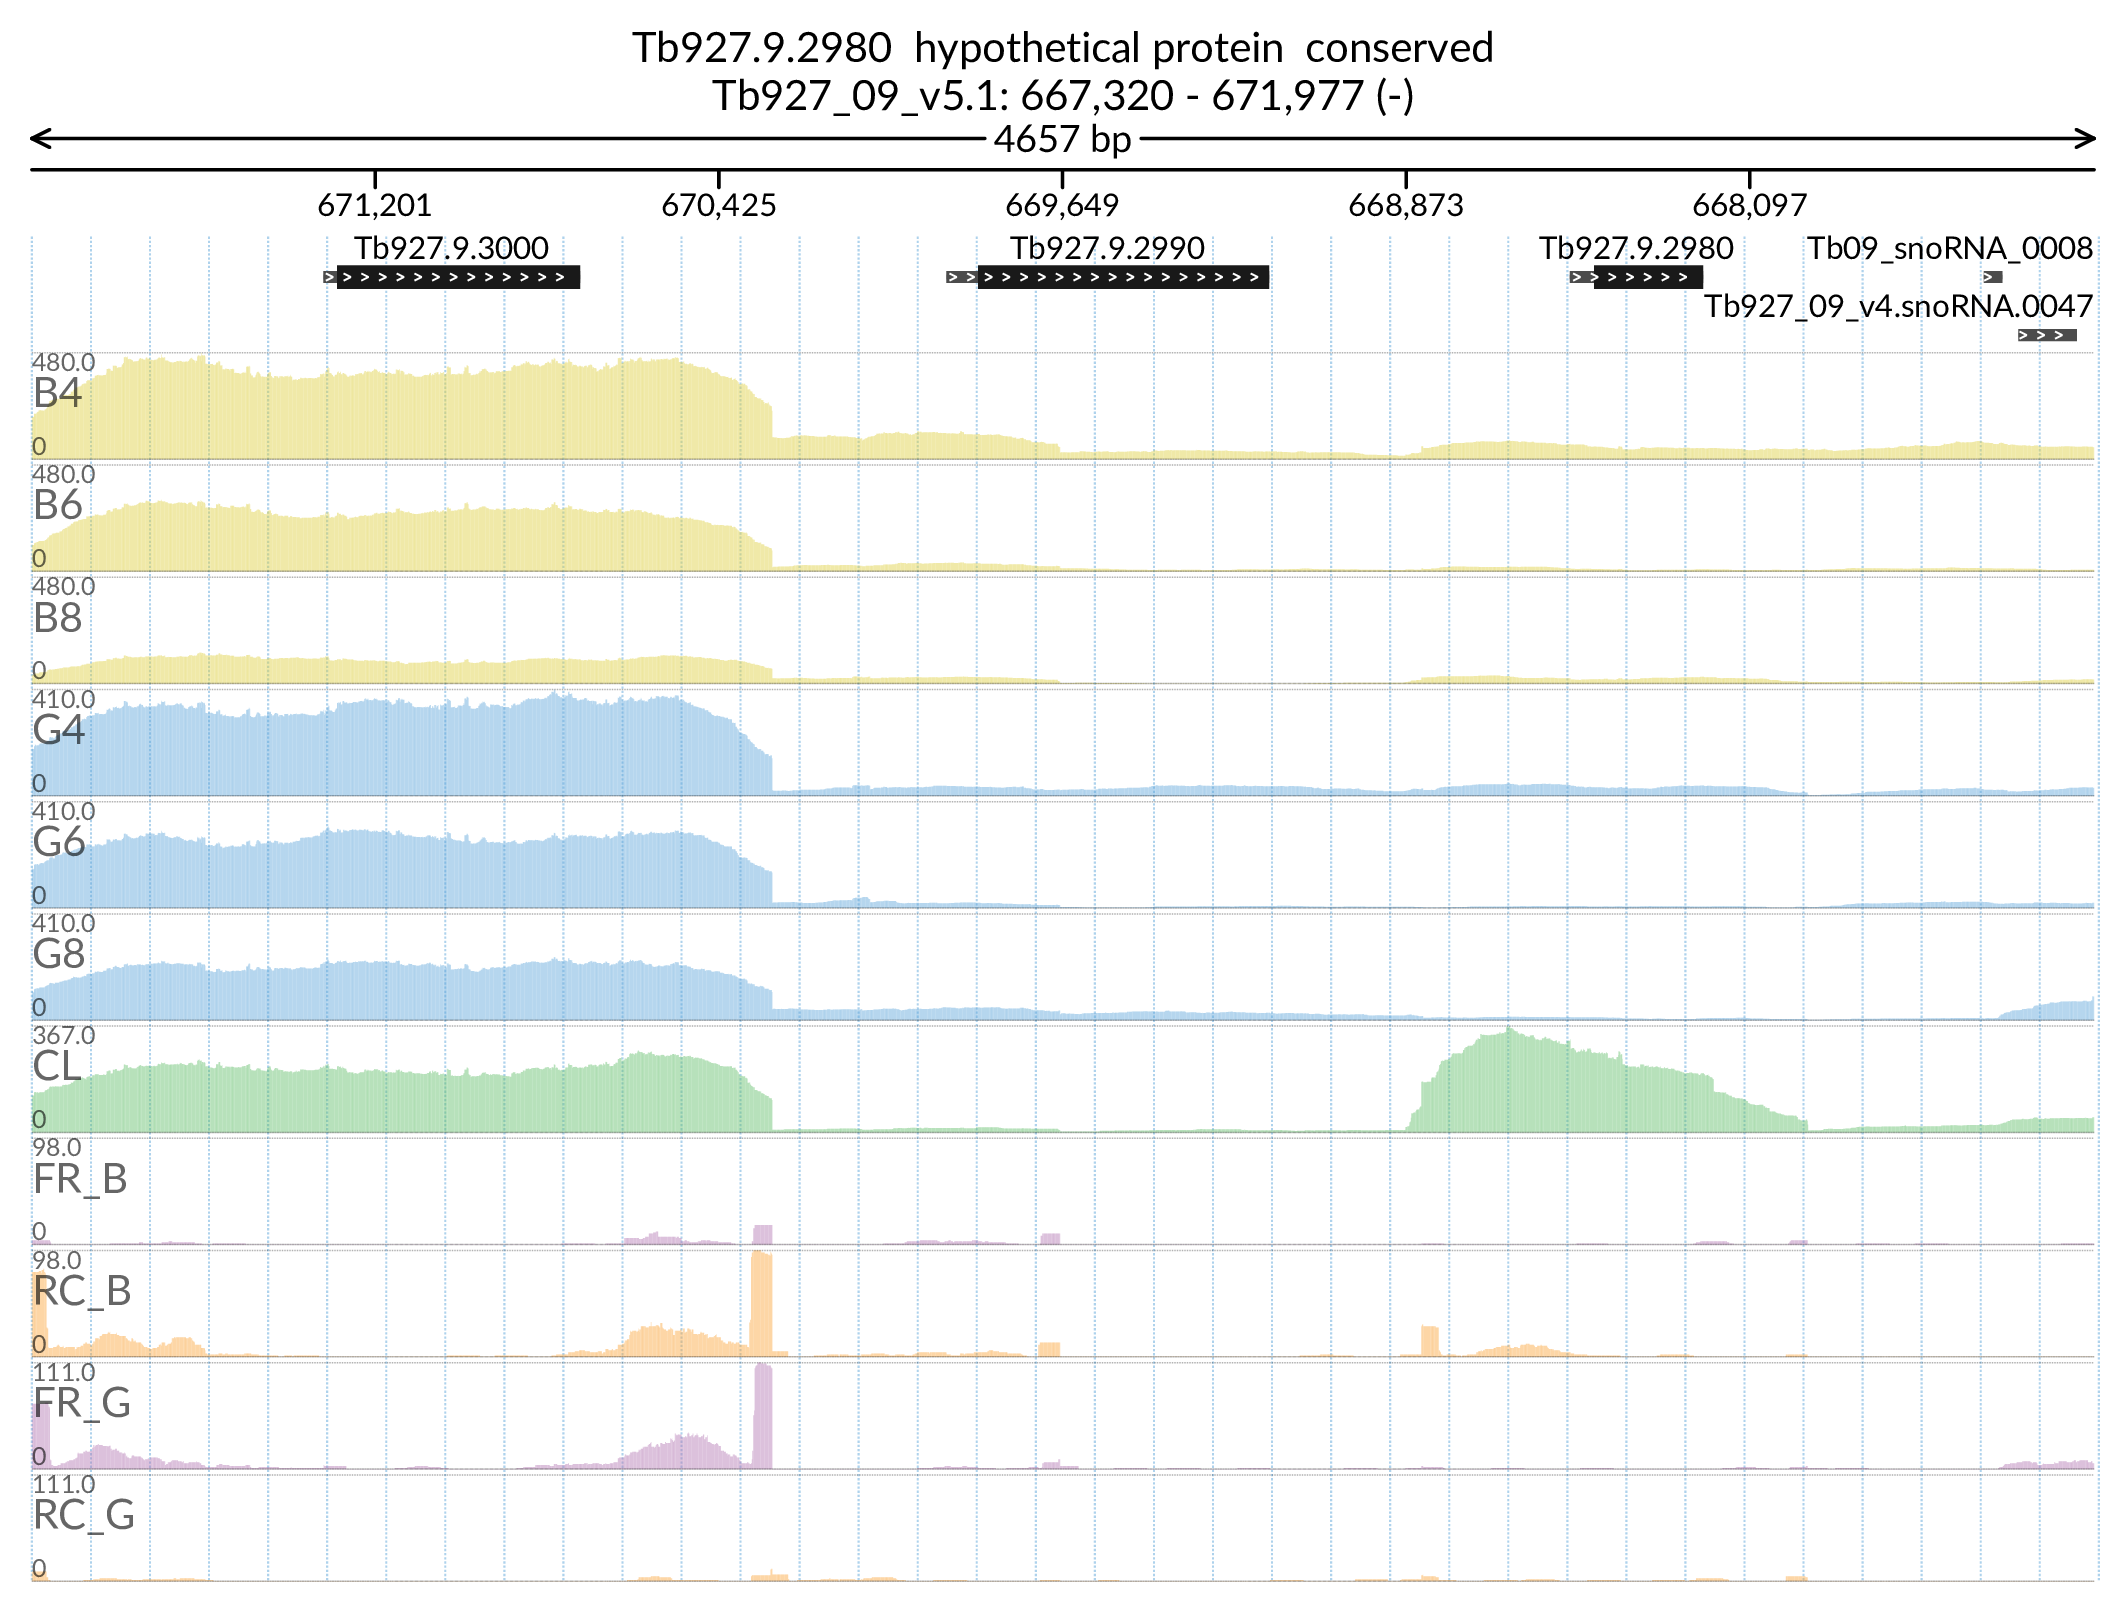 Tb927.9.2980  hypothetical protein  conserved
Tb927_09_v5.1: 667,320 - 671,977 (-)
4657 bp
671,201 670,425 669,649 668,873 668,097
Tb927.9.3000 Tb927.9.2990 Tb927.9.2980 Tb09_snoRNA_0008
Tb927_09_v4.snoRNA.0047
480.0
B4
0
480.0
B6
0
480.0
B8
0
410.0
G4
0
410.0
G6
0
410.0
G8
0
367.0
CL
0
98.0
FR_B
0
98.0
RC_B
0
111.0
FR_G
0
111.0
RC_G
0